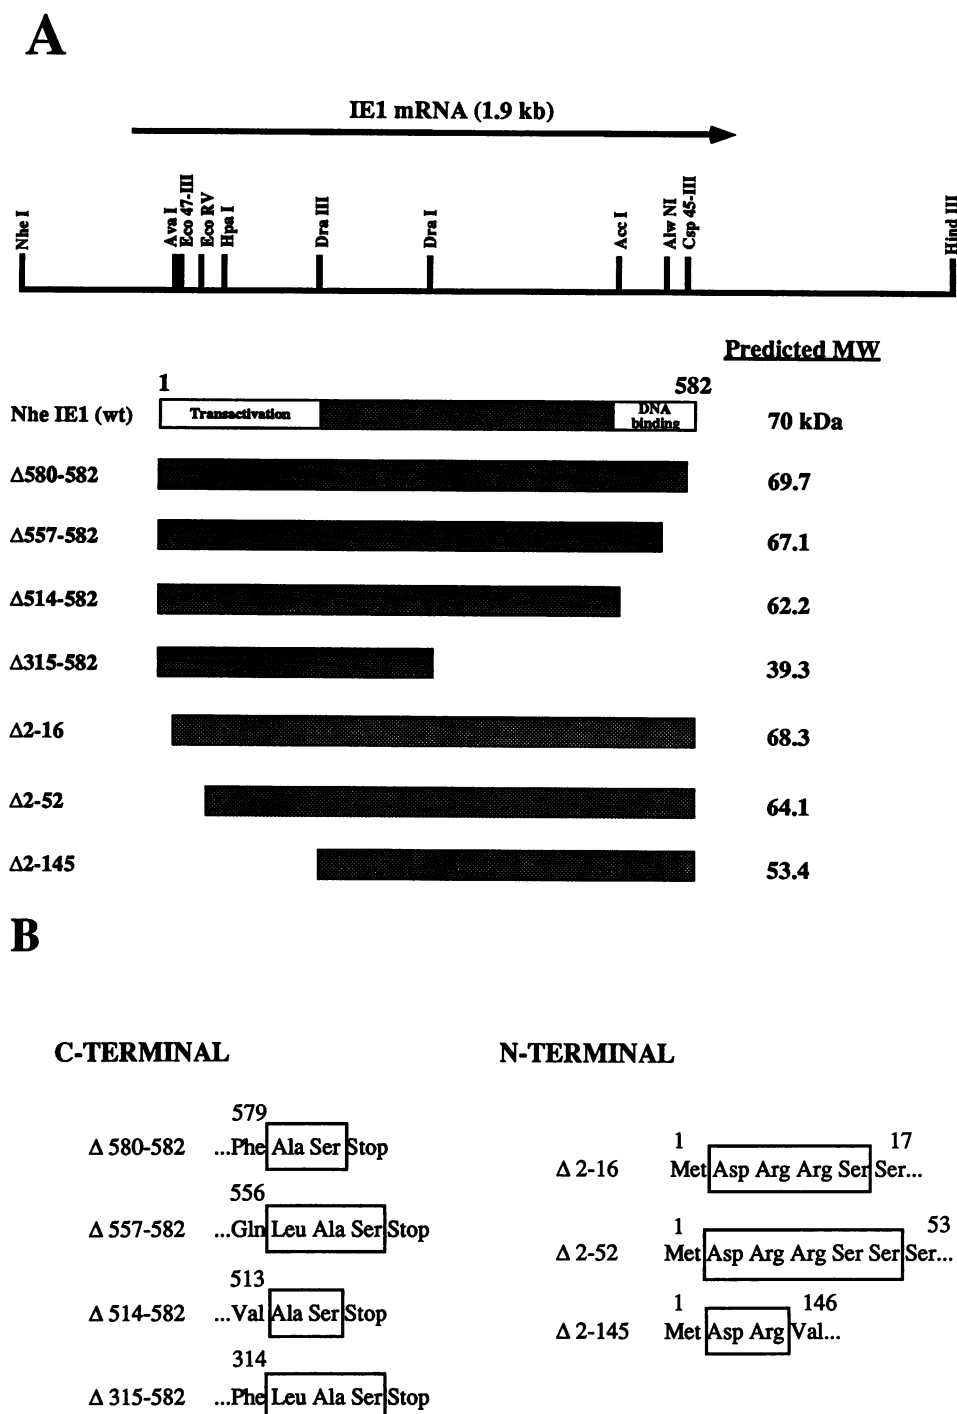 A
IE1 mRNA (1.9 kb)
Nhe I
Ava I
Eco 47-III
Eco RV
Hpa I
Dra III
Dra I
Acc I
Alw NI
Csp 45-III
Hind III
Predicted MW
1 582
Nhe IE1 (wt) Transactivation DNA binding 70 kDa
Δ580-582 69.7
Δ557-582 67.1
Δ514-582 62.2
Δ315-582 39.3
Δ2-16 68.3
Δ2-52 64.1
Δ2-145 53.4
B
C-TERMINAL
579
Δ 580-582 ...Phe Ala Ser Stop
556
Δ 557-582 ...Gln Leu Ala Ser Stop
513
Δ 514-582 ...Val Ala Ser Stop
314
Δ 315-582 ...Phe Leu Ala Ser Stop
N-TERMINAL
1 17
Δ 2-16 Met Asp Arg Arg Ser Ser...
1 53
Δ 2-52 Met Asp Arg Arg Ser Ser Ser...
1 146
Δ 2-145 Met Asp Arg Val...